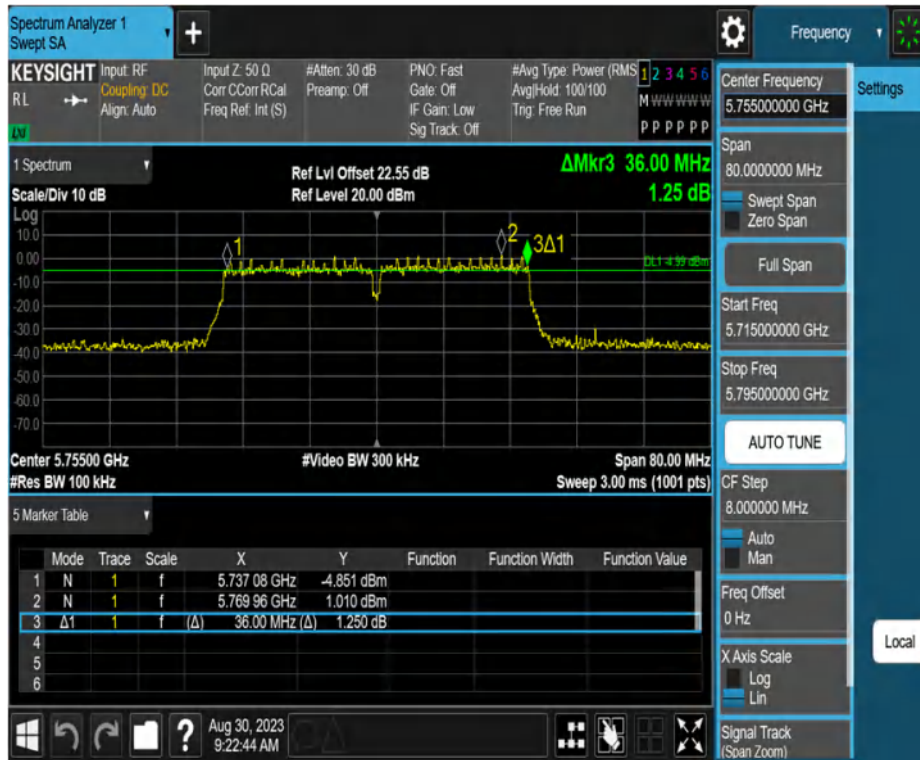 Spectrum Analyzer 1
Swept SA
+
Frequency
KEYSIGHT
RL
LXI
Input: RF
Coupling: DC
Align: Auto
Input Z: 50 Ω
Corr CCorr RCal
Freq Ref: Int (S)
#Atten: 30 dB
Preamp: Off
PNO: Fast
Gate: Off
IF Gain: Low
Sig Track: Off
#Avg Type: Power (RMS
Avg|Hold: 100/100
Trig: Free Run
1 2 3 4 5 6
M W W W W W
P P P P P P
1 Spectrum
Scale/Div 10 dB
Ref Lvl Offset 22.55 dB
Ref Level 20.00 dBm
ΔMkr3 36.00 MHz
1.25 dB
Log
10.0
0.00
-10.0
-20.0
-30.0
-40.0
-50.0
-60.0
-70.0
1
2
3Δ1
DL1 -4.99 dBm
Center 5.75500 GHz
#Video BW 300 kHz
Span 80.00 MHz
#Res BW 100 kHz
Sweep 3.00 ms (1001 pts)
5 Marker Table
Mode Trace Scale X Y Function Function Width Function Value
1 N 1 f 5.737 08 GHz -4.851 dBm
2 N 1 f 5.769 96 GHz 1.010 dBm
3 Δ1 1 f (Δ) 36.00 MHz (Δ) 1.250 dB
4
5
6
?
Aug 30, 2023
9:22:44 AM
Center Frequency
5.755000000 GHz
Settings
Span
80.0000000 MHz
Swept Span
Zero Span
Full Span
Start Freq
5.715000000 GHz
Stop Freq
5.795000000 GHz
AUTO TUNE
CF Step
8.000000 MHz
Auto
Man
Freq Offset
0 Hz
X Axis Scale
Log
Lin
Signal Track
(Span Zoom)
Local